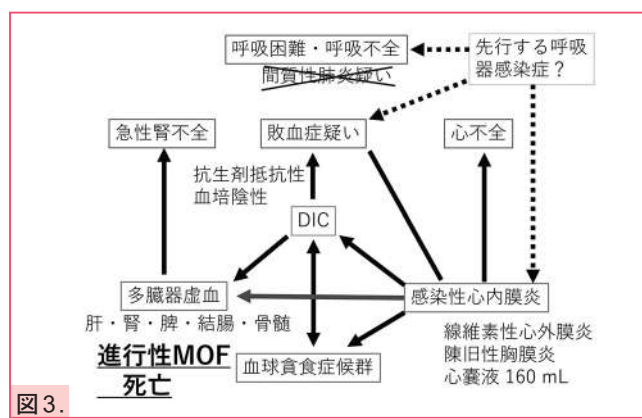 呼吸困難・呼吸不全
間質性肺炎疑い
先行する呼吸
器感染症？
急性腎不全
敗血症疑い
心不全
抗生剤抵抗性
血培陰性
DIC
多臓器虚血
感染性心内膜炎
肝・腎・脾・結腸・骨髄
進行性MOF
死亡
血球貪食症候群
線維素性心外膜炎
陳旧性胸膜炎
心嚢液 160 mL
図3.